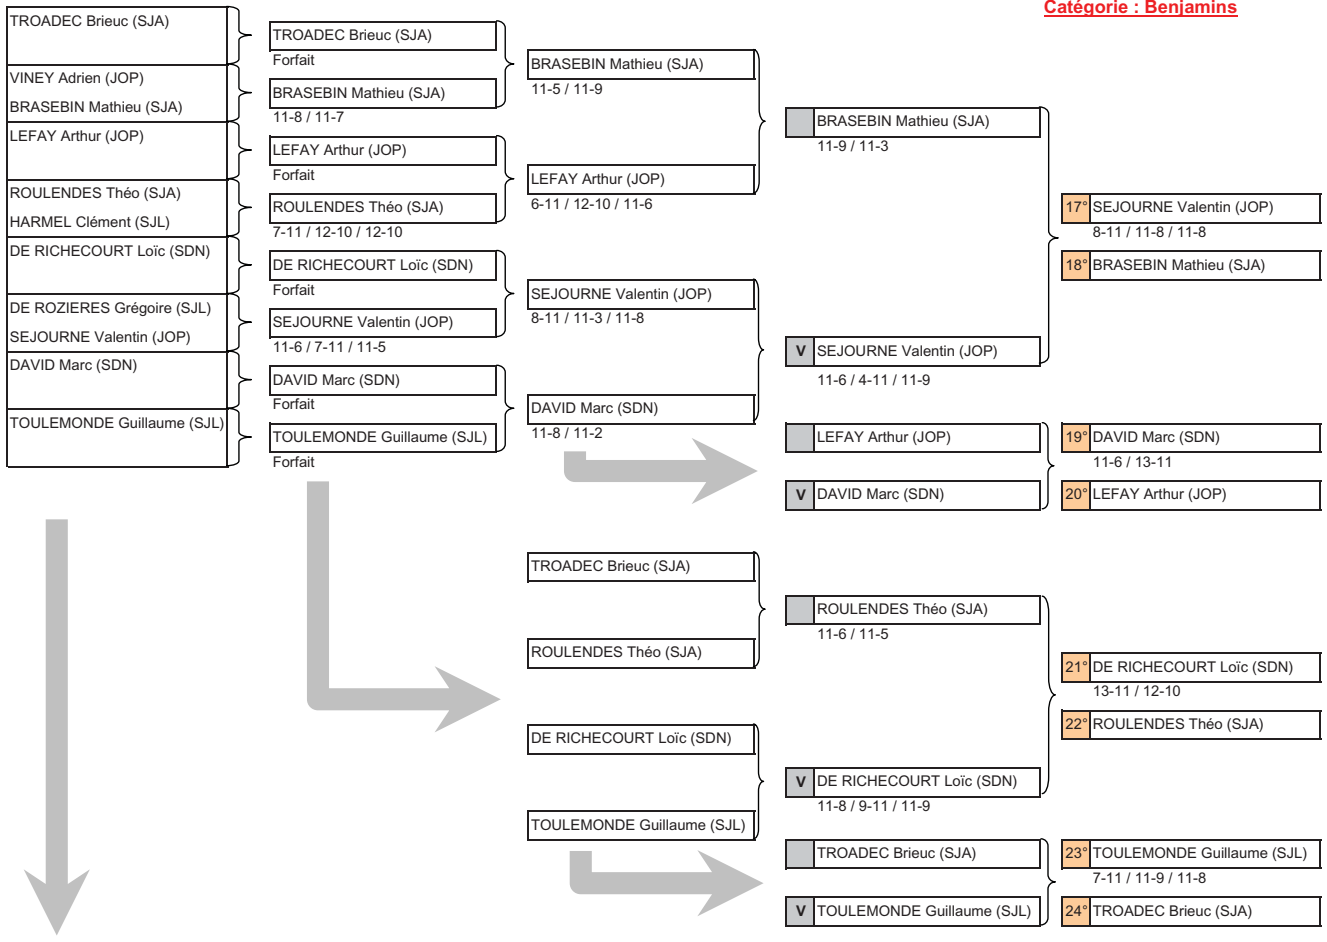 Catégorie : Benjamins
TROADEC Brieuc (SJA)
VINEY Adrien (JOP)
BRASEBIN Mathieu (SJA)
LEFAY Arthur (JOP)
ROULENDES Théo (SJA)
HARMEL Clément (SJL)
DE RICHECOURT Loïc (SDN)
DE ROZIERES Grégoire (SJL)
SEJOURNE Valentin (JOP)
DAVID Marc (SDN)
TOULEMONDE Guillaume (SJL)
TROADEC Brieuc (SJA)
Forfait
BRASEBIN Mathieu (SJA)
11-8 / 11-7
LEFAY Arthur (JOP)
Forfait
ROULENDES Théo (SJA)
7-11 / 12-10 / 12-10
DE RICHECOURT Loïc (SDN)
Forfait
SEJOURNE Valentin (JOP)
11-6 / 7-11 / 11-5
DAVID Marc (SDN)
Forfait
TOULEMONDE Guillaume (SJL)
Forfait
BRASEBIN Mathieu (SJA)
11-5 / 11-9
LEFAY Arthur (JOP)
6-11 / 12-10 / 11-6
SEJOURNE Valentin (JOP)
8-11 / 11-3 / 11-8
DAVID Marc (SDN)
11-8 / 11-2
BRASEBIN Mathieu (SJA)
11-9 / 11-3
V SEJOURNE Valentin (JOP)
11-6 / 4-11 / 11-9
LEFAY Arthur (JOP)
V DAVID Marc (SDN)
17° SEJOURNE Valentin (JOP)
8-11 / 11-8 / 11-8
18° BRASEBIN Mathieu (SJA)
19° DAVID Marc (SDN)
11-6 / 13-11
20° LEFAY Arthur (JOP)
TROADEC Brieuc (SJA)
ROULENDES Théo (SJA)
DE RICHECOURT Loïc (SDN)
TOULEMONDE Guillaume (SJL)
ROULENDES Théo (SJA)
11-6 / 11-5
V DE RICHECOURT Loïc (SDN)
11-8 / 9-11 / 11-9
TROADEC Brieuc (SJA)
V TOULEMONDE Guillaume (SJL)
21° DE RICHECOURT Loïc (SDN)
13-11 / 12-10
22° ROULENDES Théo (SJA)
23° TOULEMONDE Guillaume (SJL)
7-11 / 11-9 / 11-8
24° TROADEC Brieuc (SJA)